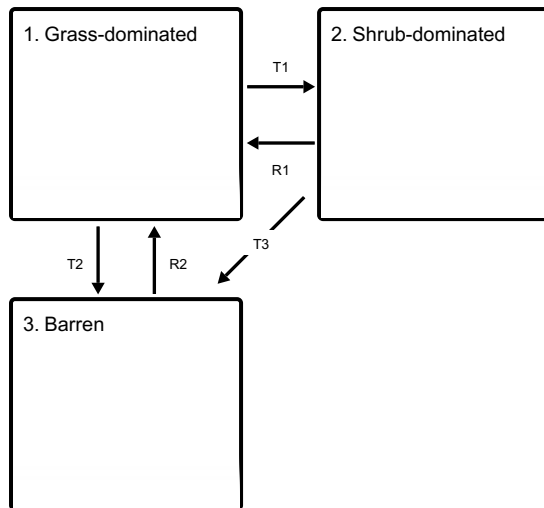 1. Grass-dominated
2. Shrub-dominated
T1
R1
T2
R2
T3
3. Barren